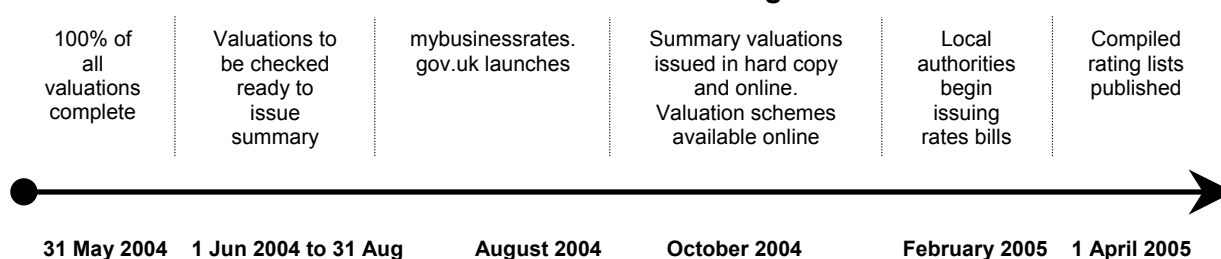 100% of
all
valuations
complete
Valuations to
be checked
ready to
issue
summary
mybusinessrates.
gov.uk launches
Summary valuations
issued in hard copy
and online.
Valuation schemes
available online
Local
authorities
begin
issuing
rates bills
Compiled
rating lists
published
31 May 2004 1 Jun 2004 to 31 Aug August 2004 October 2004 February 2005 1 April 2005